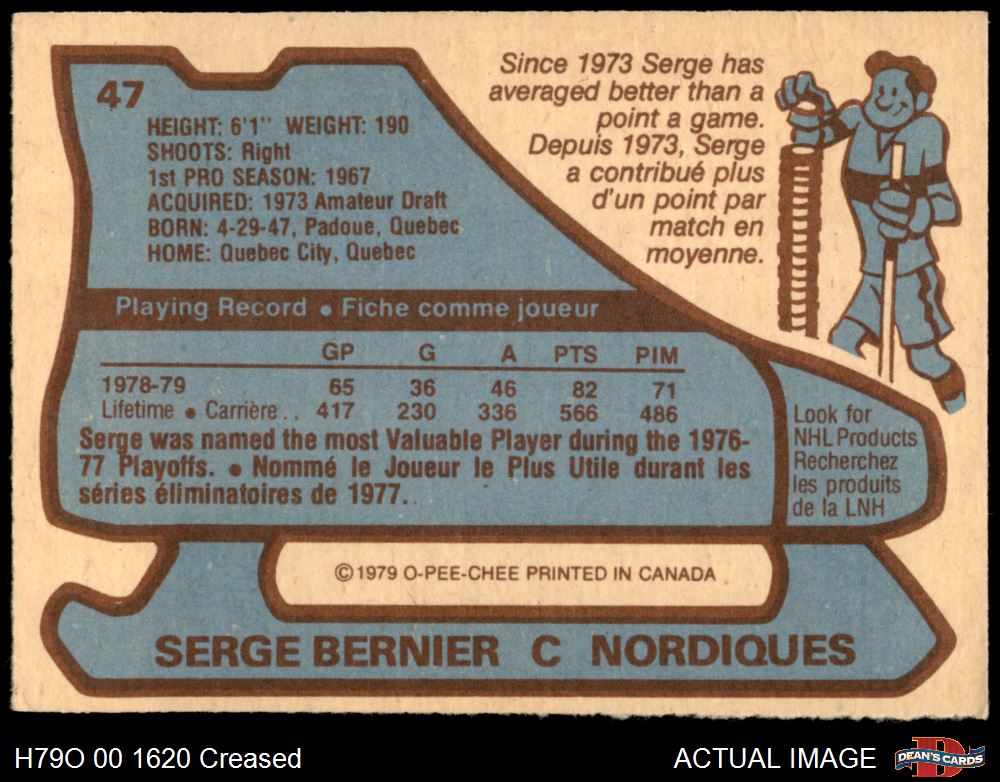 47
HEIGHT: 6'1" WEIGHT: 190
SHOOTS: Right
1st PRO SEASON: 1967
ACQUIRED: 1973 Amateur Draft
BORN: 4-29-47, Padoue, Quebec
HOME: Quebec City, Quebec
Since 1973 Serge has
averaged better than a
point a game.
Depuis 1973, Serge
a contribué plus
d'un point par
match en
moyenne.
Playing Record • Fiche comme joueur
GP G A PTS PIM
1978-79 65 36 46 82 71
Lifetime • Carrière .. 417 230 336 566 486
Serge was named the most Valuable Player during the 1976-
77 Playoffs. • Nommé le Joueur le Plus Utile durant les
séries éliminatoires de 1977.
Look for
NHL Products
Recherchez
les produits
de la LNH
©1979 O-PEE-CHEE PRINTED IN CANADA
SERGE BERNIER C NORDIQUES
H79O 00 1620 Creased
ACTUAL IMAGE
D
DEAN'S CARDS